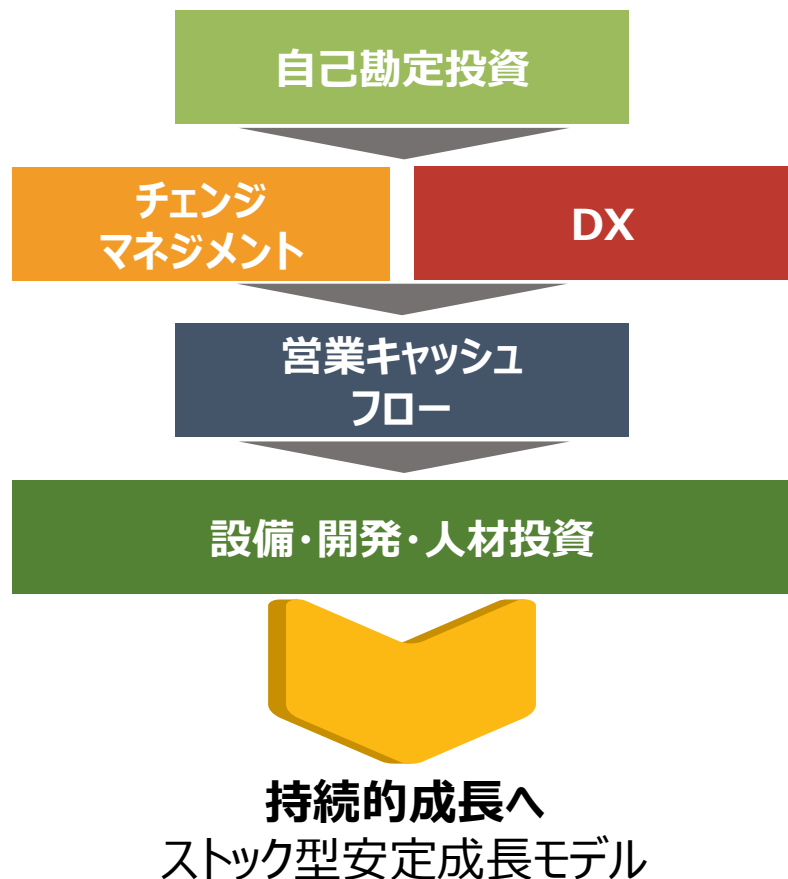 自己勘定投資
チェンジ
マネジメント
DX
営業キャッシュ
フロー
設備・開発・人材投資
持続的成長へ
ストック型安定成長モデル